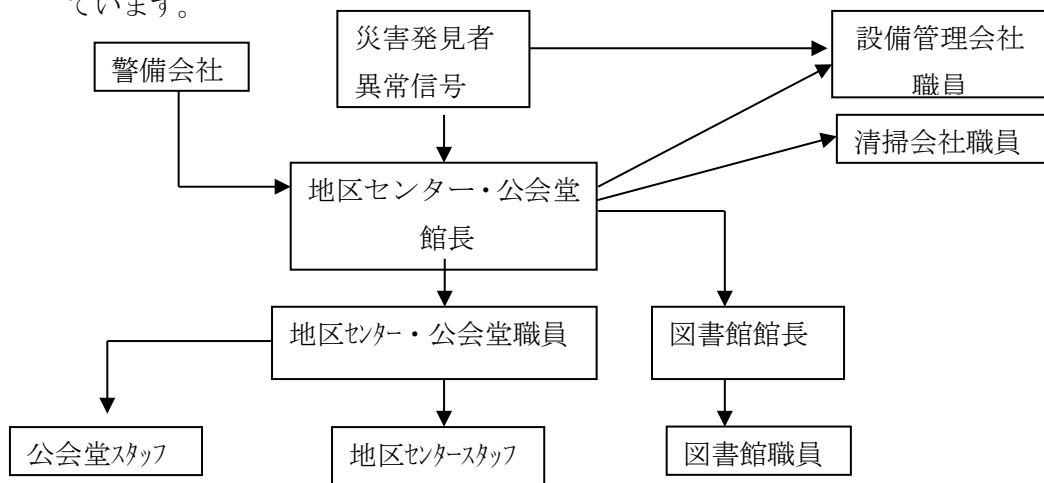 ています。
災害発見者
異常信号
設備管理会社
職員
警備会社
清掃会社職員
地区センター・公会堂
館長
地区ｾﾝﾀｰ・公会堂職員
図書館館長
公会堂ｽﾀｯﾌ
地区ｾﾝﾀｰｽﾀｯﾌ
図書館職員